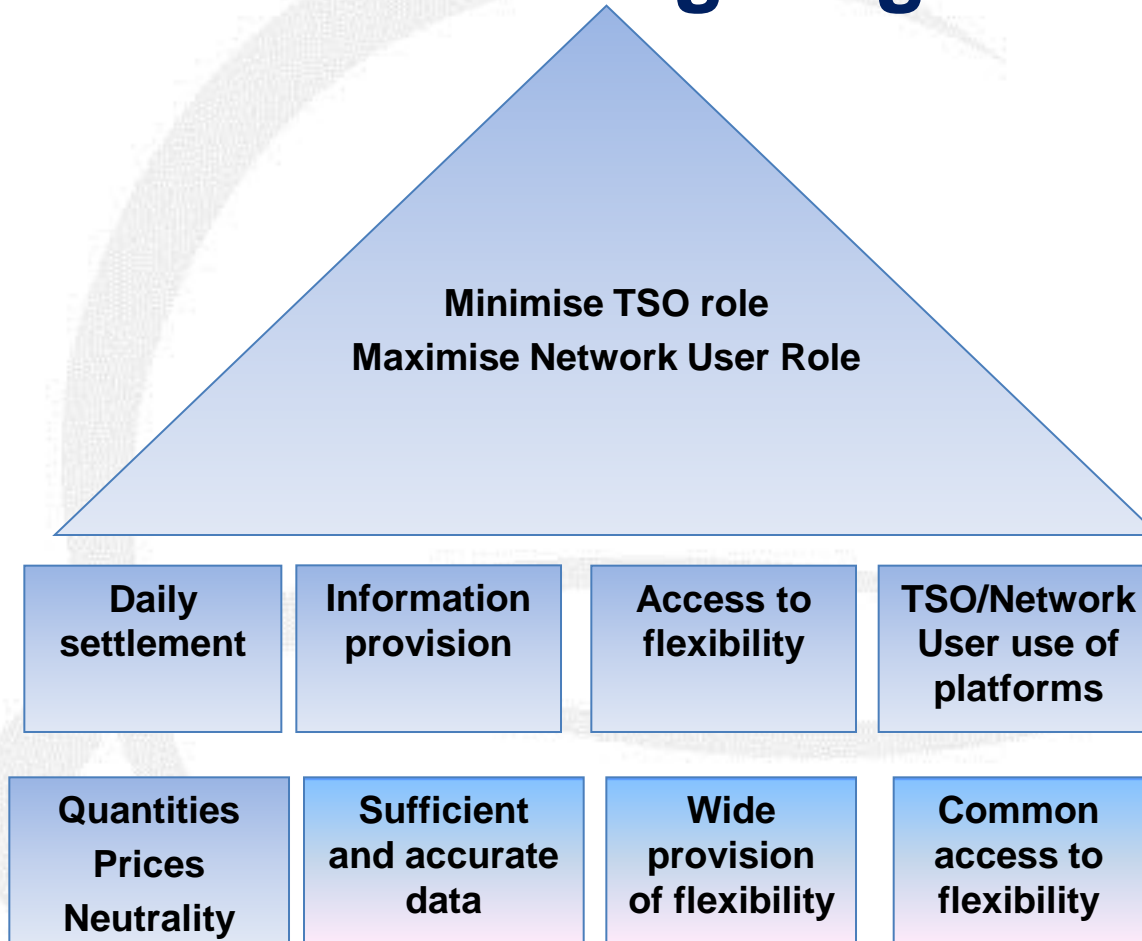 Minimise TSO role
Maximise Network User Role
Daily
settlement
Information
provision
Access to
flexibility
TSO/Network
User use of
platforms
Quantities
Prices
Neutrality
Sufficient
and accurate
data
Wide
provision
of flexibility
Common
access to
flexibility